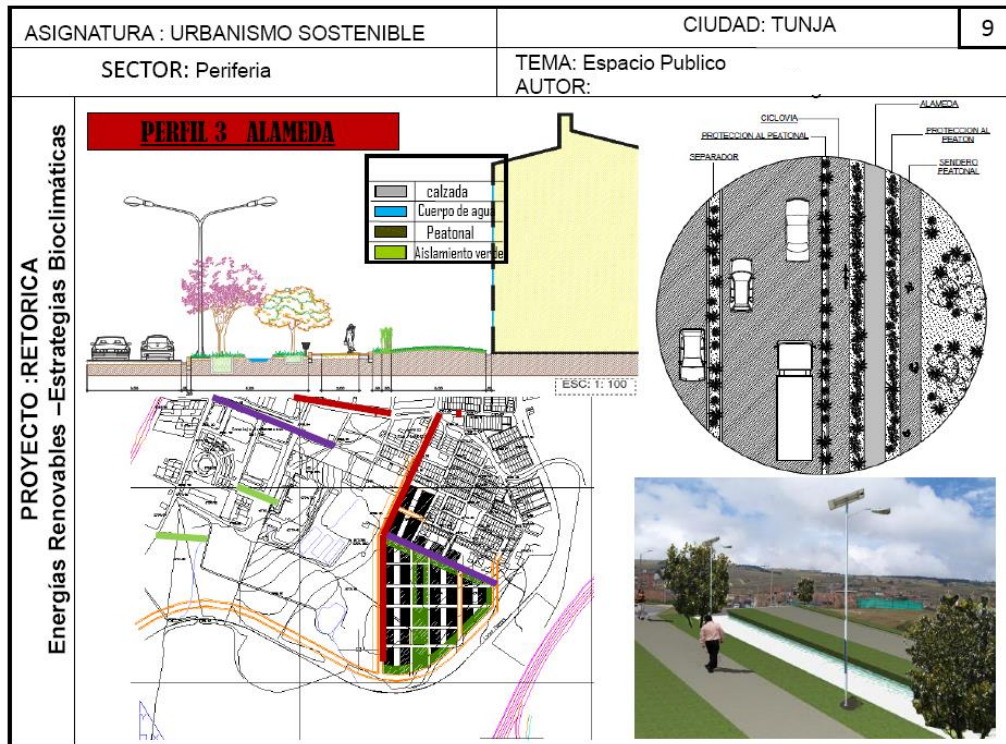 ASIGNATURA : URBANISMO SOSTENIBLE
CIUDAD: TUNJA
9
SECTOR: Periferia
TEMA: Espacio Publico
AUTOR:
PROYECTO :RETORICA
Energías Renovables –Estrategias Bioclimáticas
PERFIL 3 ALAMEDA
calzada
Cuerpo de agua
Peatonal
Aislamiento verde
ESC: 1: 100
ALAMEDA
CICLOVIA
PROTECCION AL PEATONAL
PROTECCION AL
PEATON
SEPARADOR
SENDERO
PEATONAL